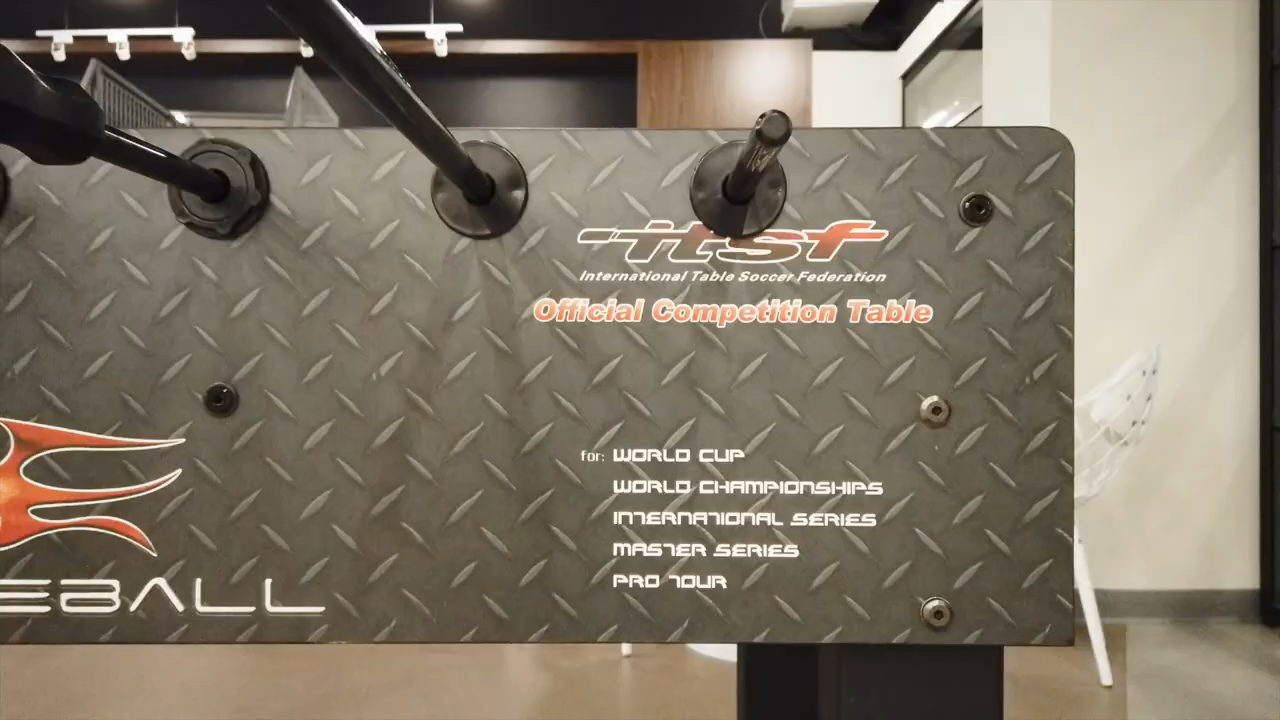 itsf
International Table Soccer Federation
Official Competition Table
for: WORLD CUP
WORLD CHAMPIONSHIPS
INTERNATIONAL SERIES
MASTER SERIES
PRO TOUR
EBALL